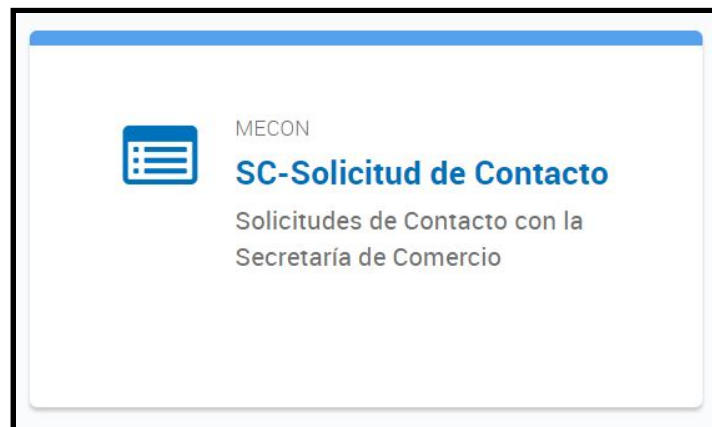 MECON
SC-Solicitud de Contacto
Solicitudes de Contacto con la
Secretaría de Comercio